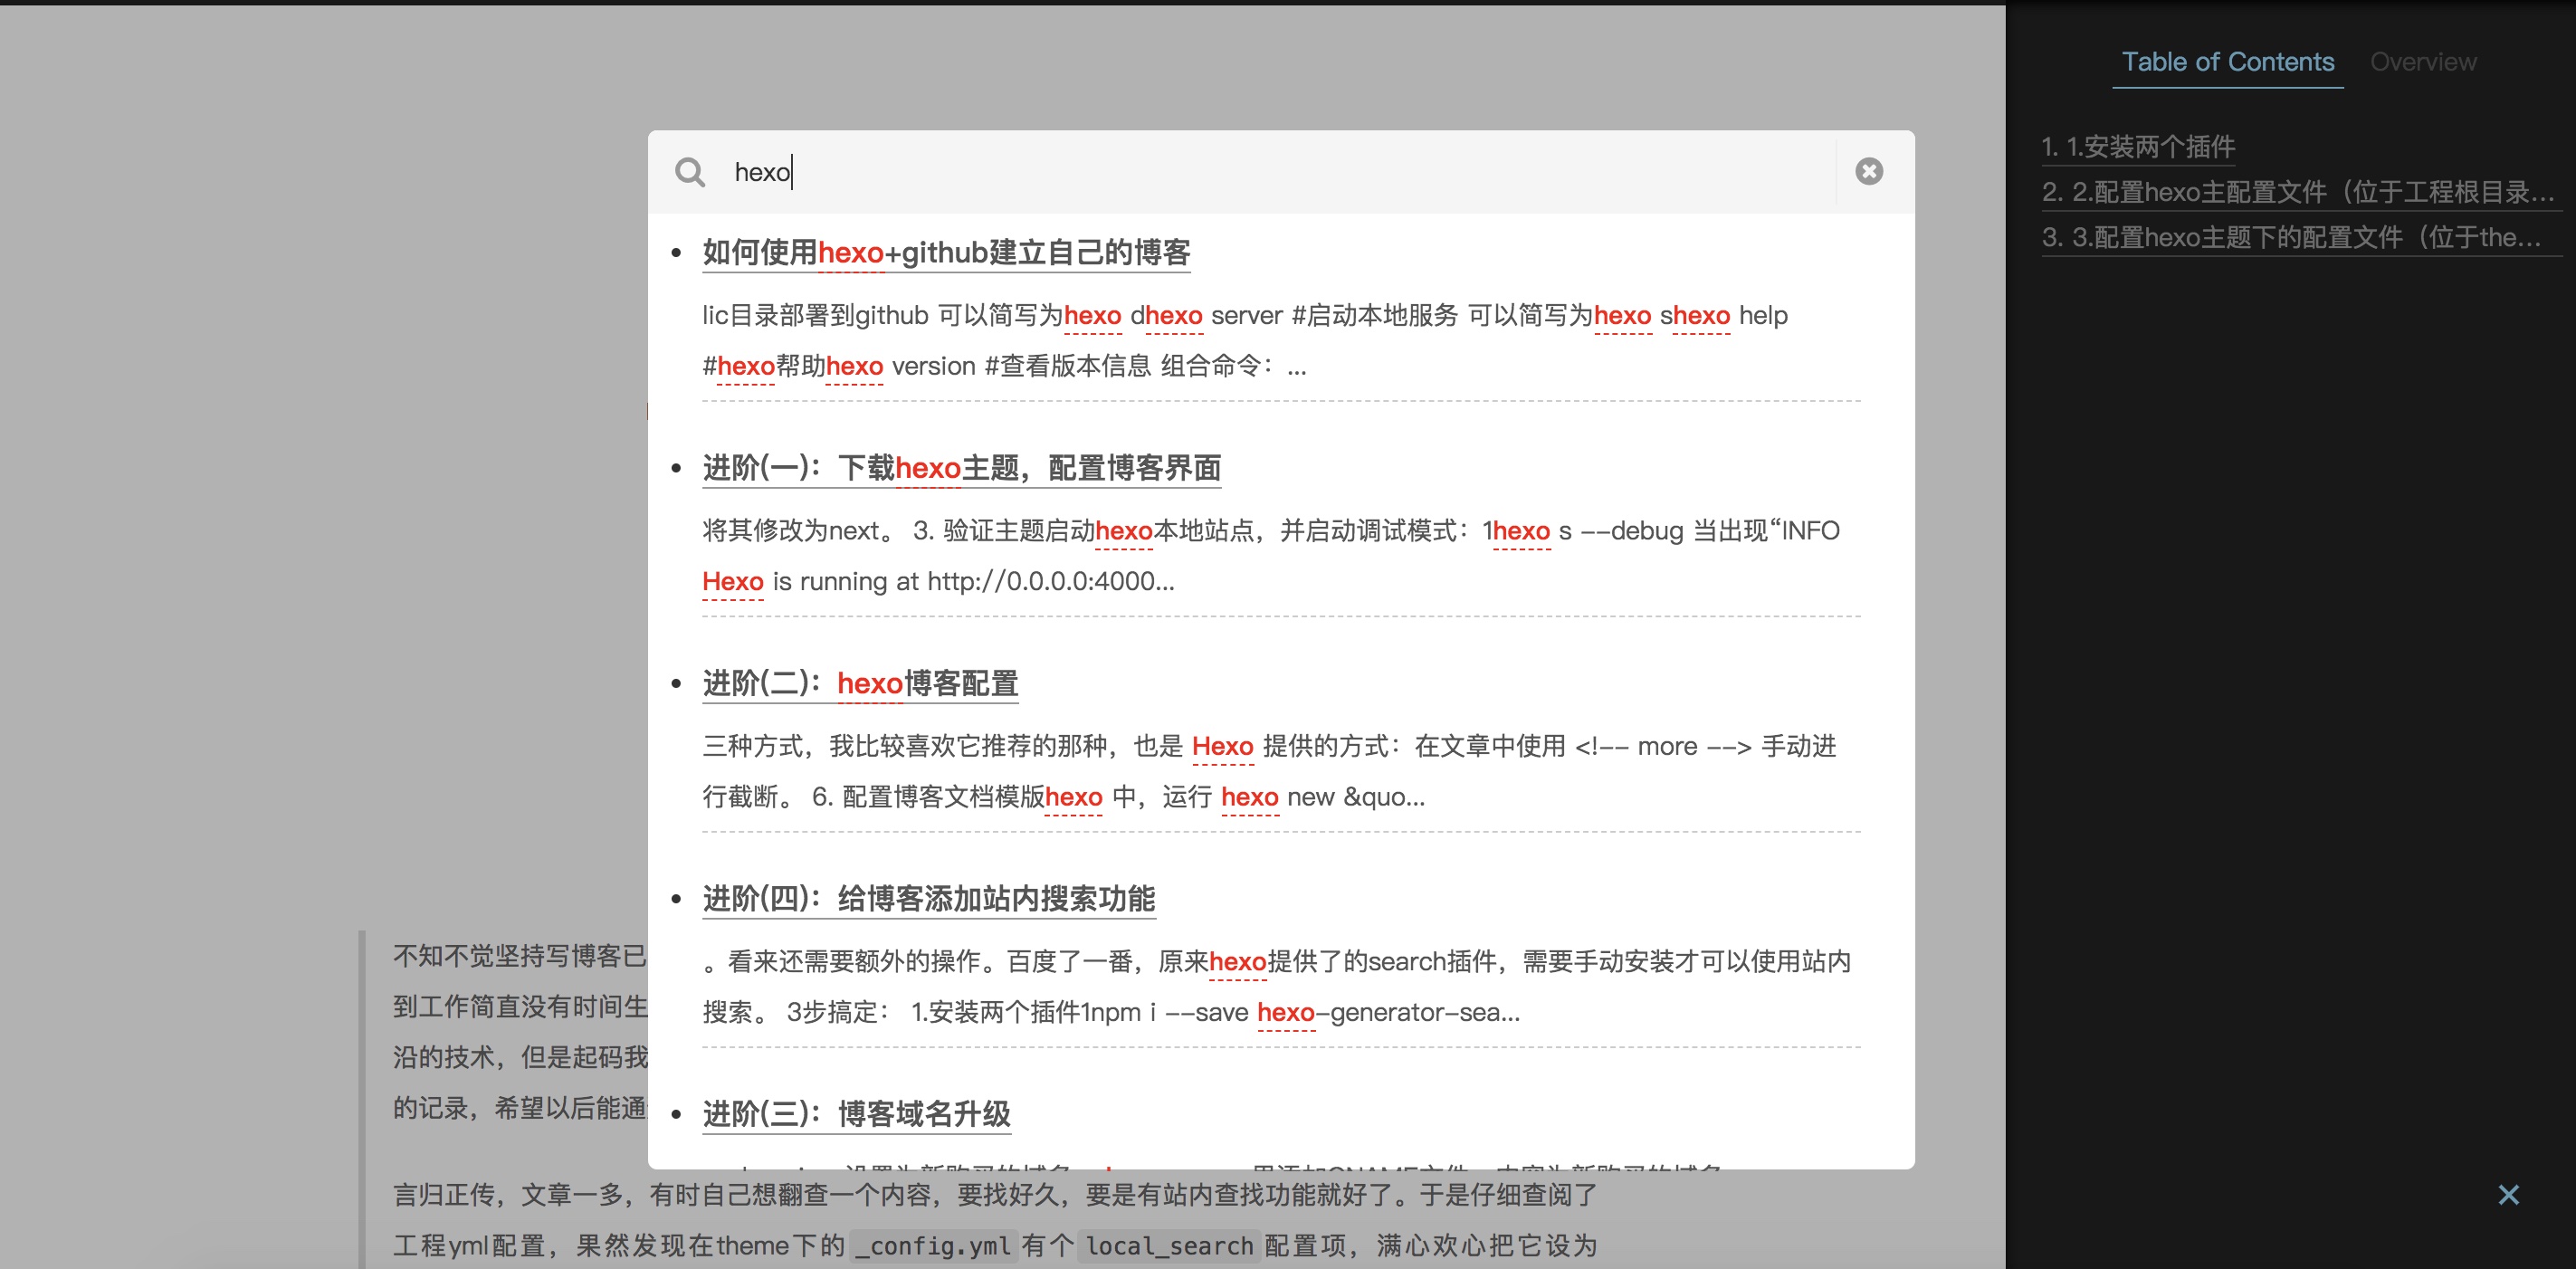 Table of Contents
Overview
1. 1.安装两个插件
2. 2.配置hexo主配置文件（位于工程根目录...
3. 3.配置hexo主题下的配置文件（位于the...
hexo
如何使用hexo+github建立自己的博客
lic目录部署到github 可以简写为hexo dhexo server #启动本地服务 可以简写为hexo shexo help
#hexo帮助hexo version #查看版本信息 组合命令：...
进阶(一)：下载hexo主题，配置博客界面
将其修改为next。 3. 验证主题启动hexo本地站点，并启动调试模式：1hexo s --debug 当出现“INFO
Hexo is running at http://0.0.0.0:4000...
进阶(二)：hexo博客配置
三种方式，我比较喜欢它推荐的那种，也是 Hexo 提供的方式：在文章中使用 <!-- more --> 手动进
行截断。 6. 配置博客文档模版hexo 中，运行 hexo new &quo...
进阶(四)：给博客添加站内搜索功能
。看来还需要额外的操作。百度了一番，原来hexo提供了的search插件，需要手动安装才可以使用站内
搜索。 3步搞定： 1.安装两个插件1npm i --save hexo-generator-sea...
进阶(三)：博客域名升级
不知不觉坚持写博客已
到工作简直没有时间生
沿的技术，但是起码我
的记录，希望以后能通
言归正传，文章一多，有时自己想翻查一个内容，要找好久，要是有站内查找功能就好了。于是仔细查阅了
工程yml配置，果然发现在theme下的 _config.yml 有个 local_search 配置项，满心欢心把它设为